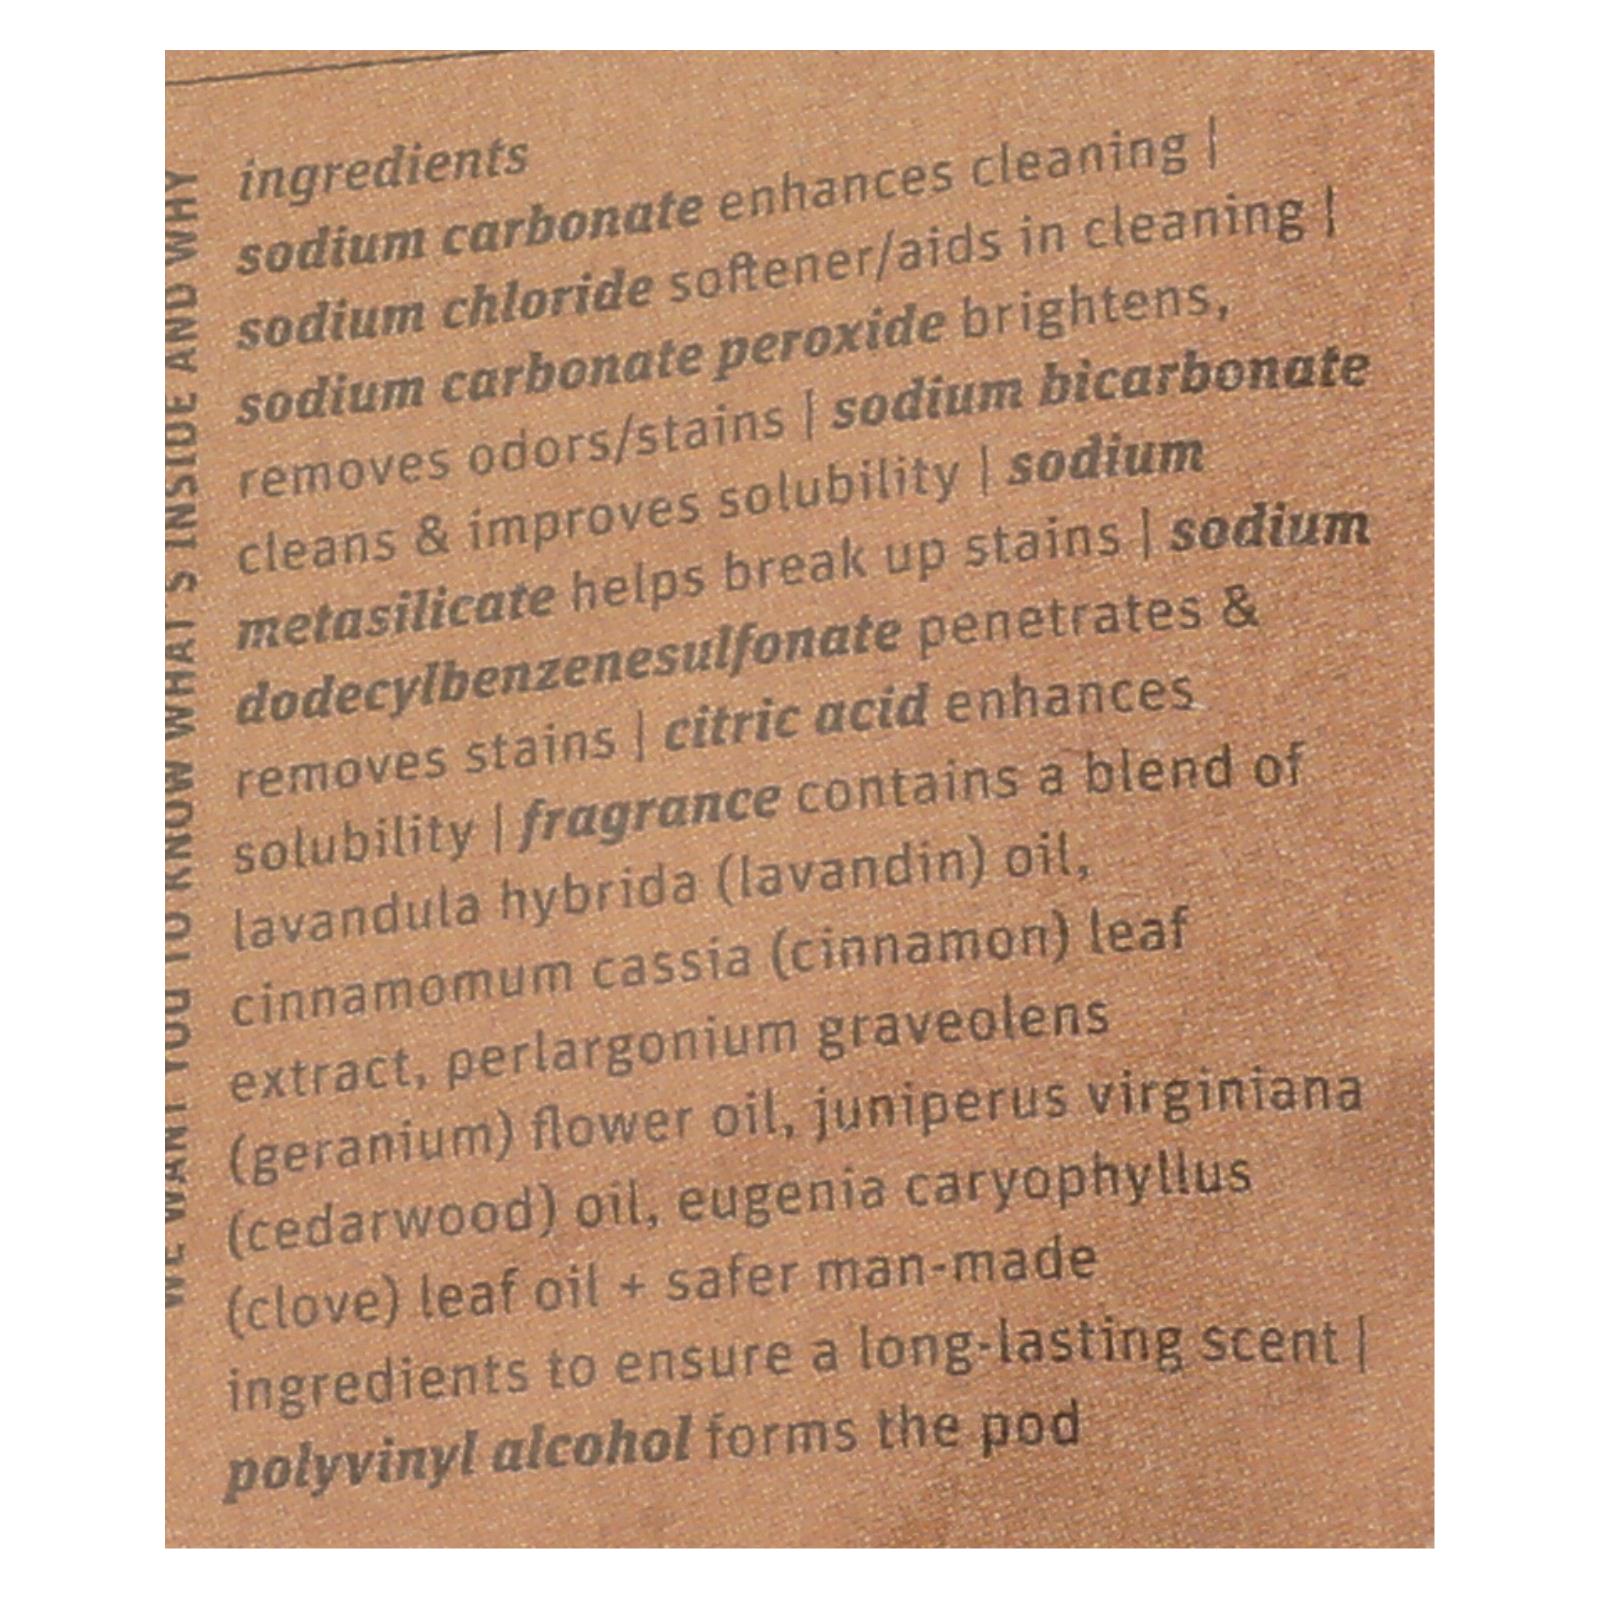 WE WANT YOU TO KNOW WHAT'S INSIDE AND WHY
ingredients
sodium carbonate enhances cleaning |
sodium chloride softener/aids in cleaning |
sodium carbonate peroxide brightens,
removes odors/stains | sodium bicarbonate
cleans & improves solubility | sodium
metasilicate helps break up stains | sodium
dodecylbenzenesulfonate penetrates &
removes stains | citric acid enhances
solubility | fragrance contains a blend of
lavandula hybrida (lavandin) oil,
cinnamomum cassia (cinnamon) leaf
extract, perlargonium graveolens
(geranium) flower oil, juniperus virginiana
(cedarwood) oil, eugenia caryophyllus
(clove) leaf oil + safer man-made
ingredients to ensure a long-lasting scent |
polyvinyl alcohol forms the pod